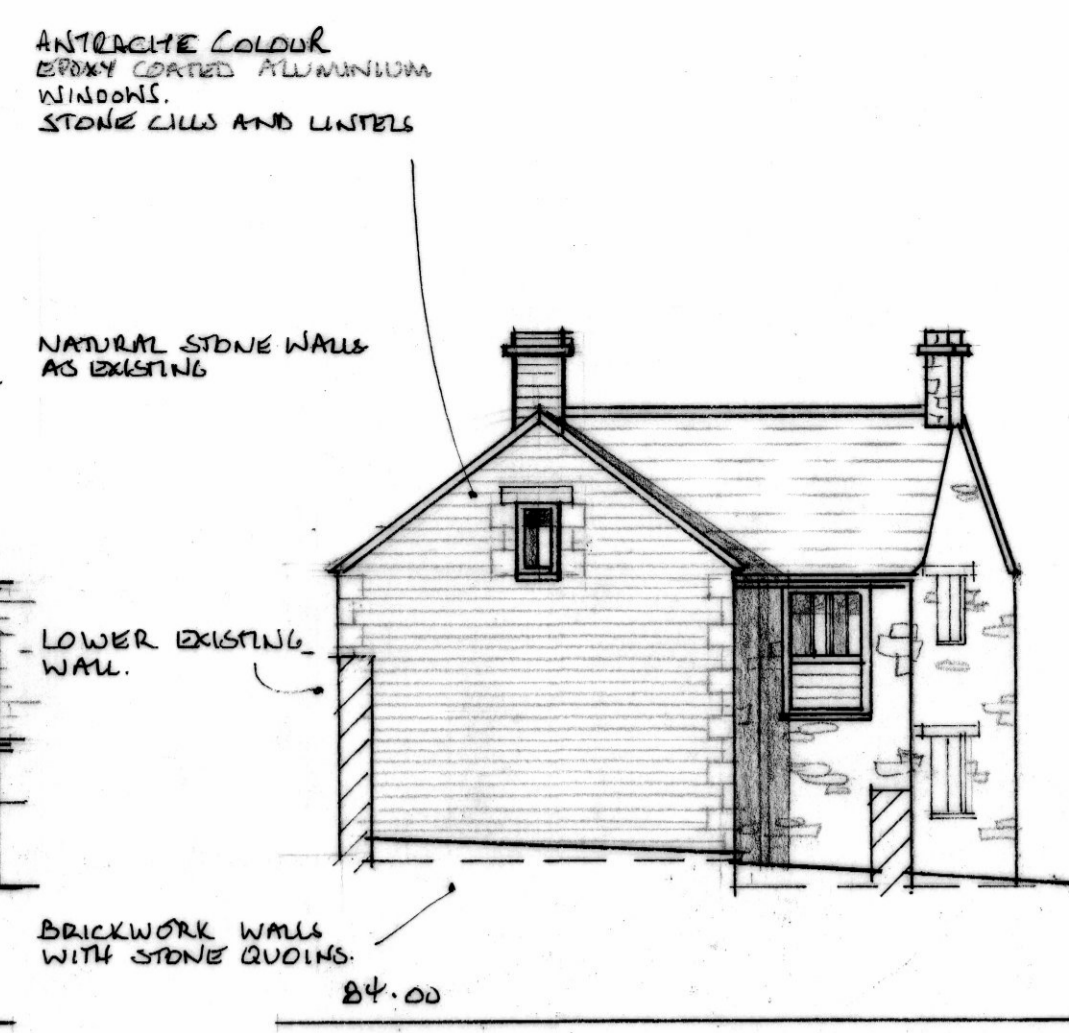 ANTRACITE COLOUR
EPOXY COATED ALUMINIUM
WINDOWS.
STONE CILLS AND LINTELS
NATURAL STONE WALLS
AS EXISTING
LOWER EXISTING
WALL.
BRICKWORK WALLS
WITH STONE QUOINS.
84.00